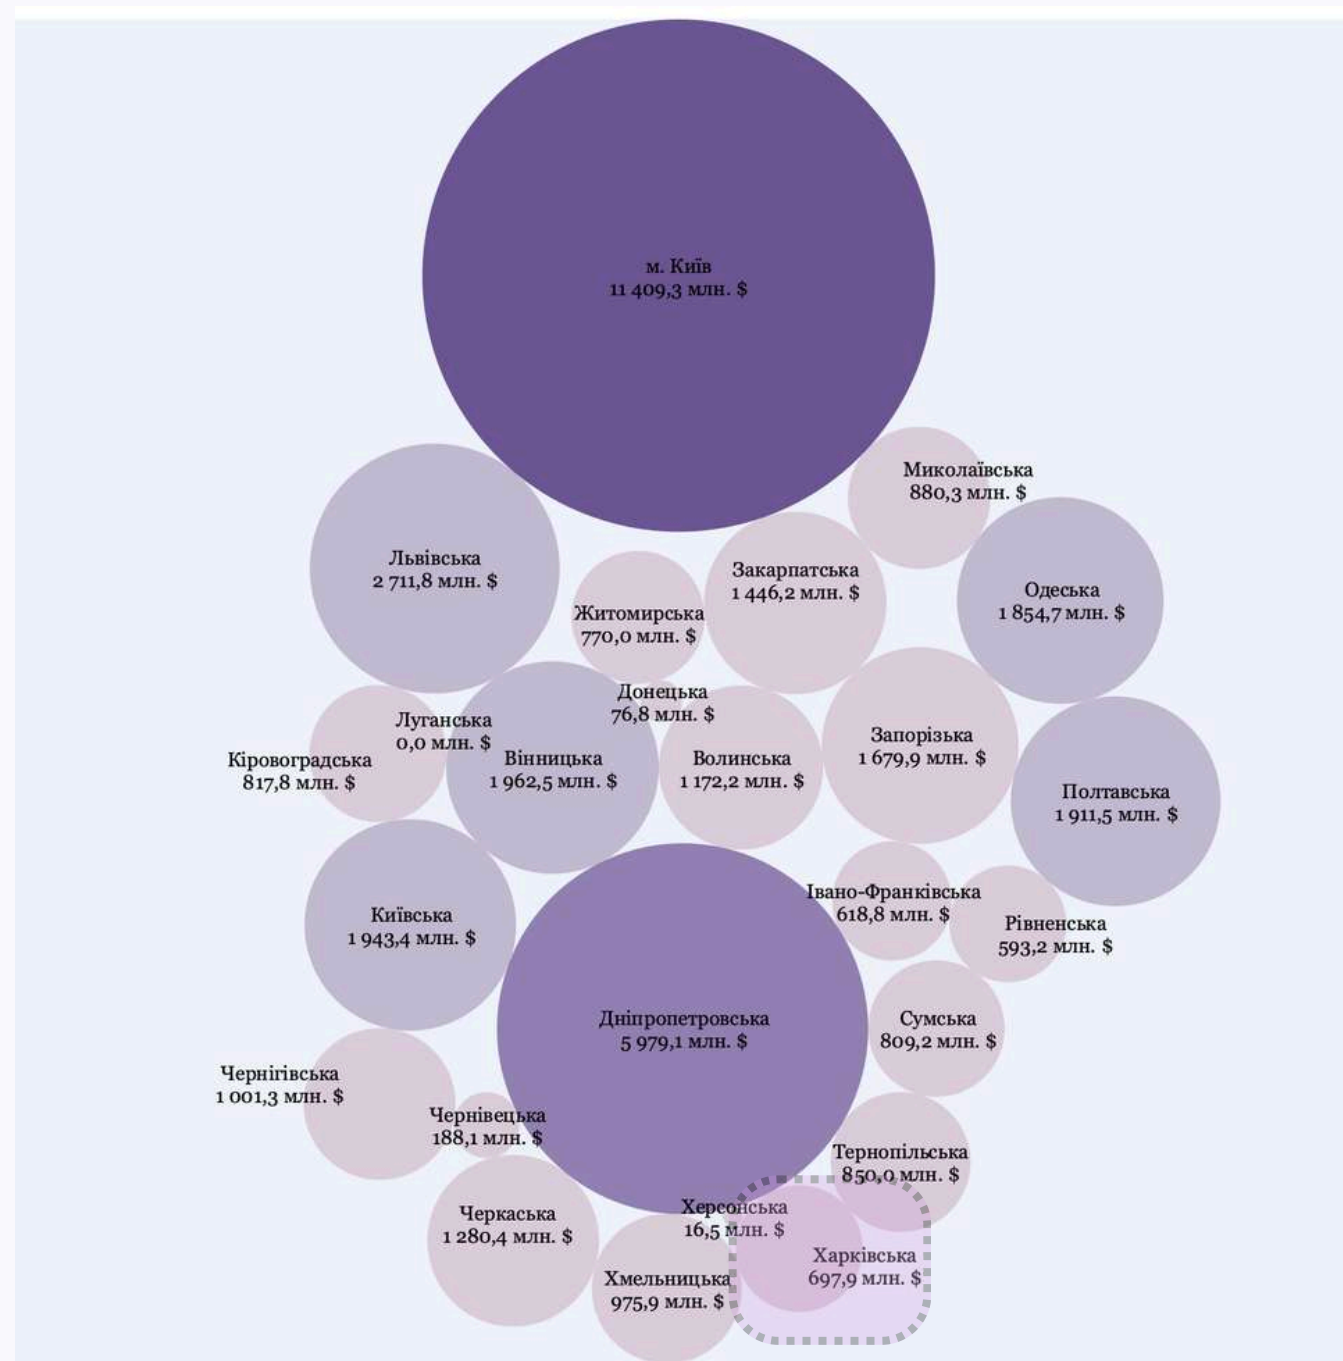 м. Київ
11 409,3 млн. $
Миколаївська
880,3 млн. $
Львівська
2 711,8 млн. $
Закарпатська
1 446,2 млн. $
Одеська
1 854,7 млн. $
Житомирська
770,0 млн. $
Донецька
76,8 млн. $
Луганська
0,0 млн. $
Запорізька
1 679,9 млн. $
Кіровоградська
817,8 млн. $
Вінницька
1 962,5 млн. $
Волинська
1 172,2 млн. $
Полтавська
1 911,5 млн. $
Івано-Франківська
618,8 млн. $
Київська
1 943,4 млн. $
Рівненська
593,2 млн. $
Дніпропетровська
5 979,1 млн. $
Сумська
809,2 млн. $
Чернігівська
1 001,3 млн. $
Чернівецька
188,1 млн. $
Тернопільська
850,0 млн. $
Херсонська
16,5 млн. $
Черкаська
1 280,4 млн. $
Харківська
697,9 млн. $
Хмельницька
975,9 млн. $